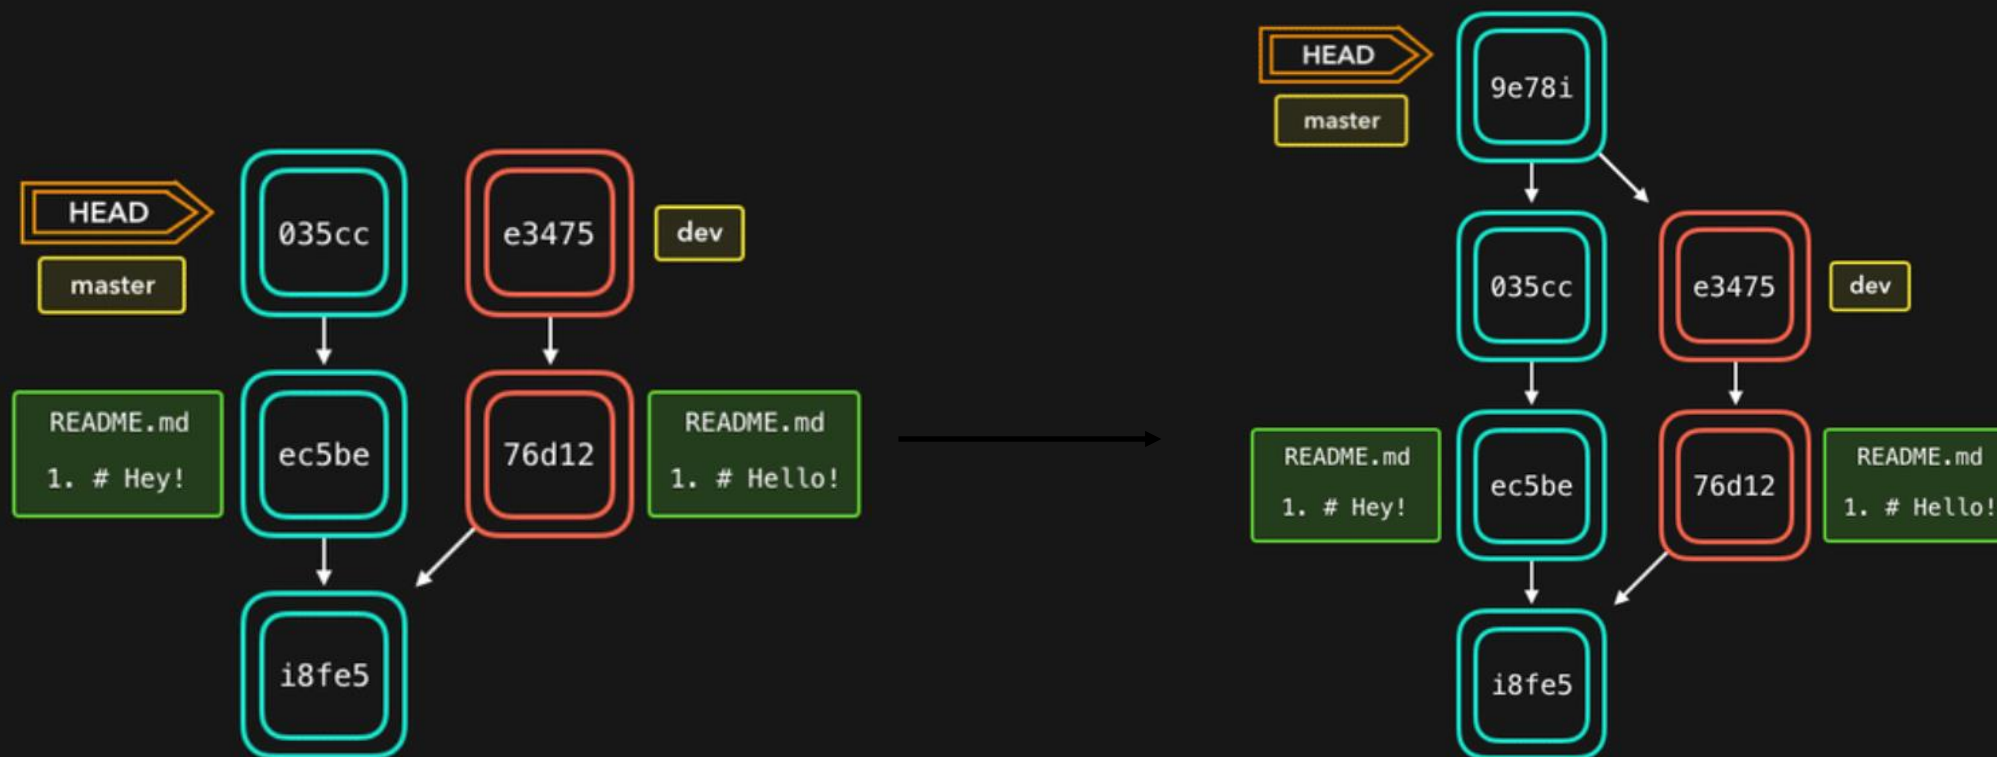 HEAD
master
035cc
e3475
dev
README.md
1. # Hey!
ec5be
76d12
README.md
1. # Hello!
i8fe5
HEAD
master
9e78i
035cc
e3475
dev
README.md
1. # Hey!
ec5be
76d12
README.md
1. # Hello!
i8fe5